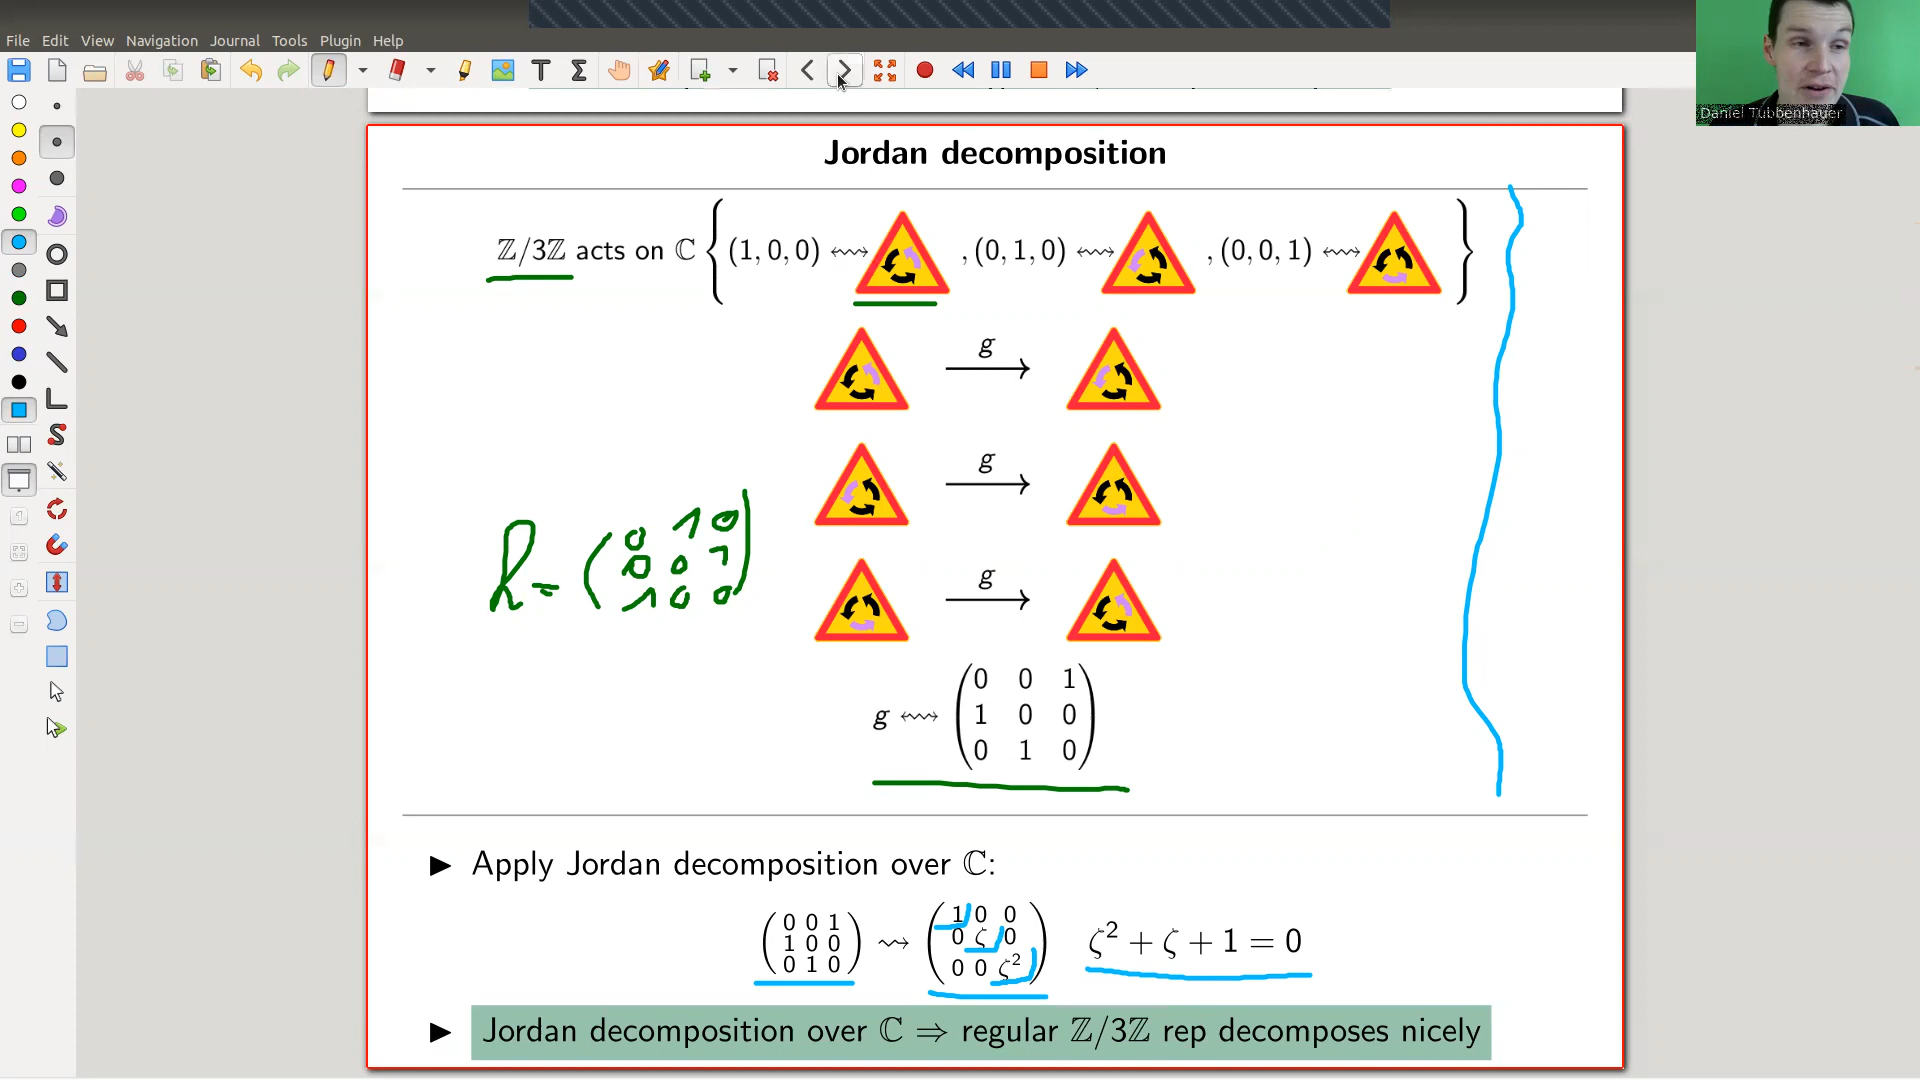 File Edit View Navigation Journal Tools Plugin Help
Daniel Tubbenhauer
Jordan decomposition
ℤ/3ℤ acts on ℂ { (1, 0, 0) ↭ , (0, 1, 0) ↭ , (0, 0, 1) ↭ }
g
g
g
h = ( 0 1 0
0 0 1
1 0 0 )
g ↭ ( 0 0 1
1 0 0
0 1 0 )
▶ Apply Jordan decomposition over ℂ:
( 0 0 1 ) ⇝ ( 1 0 0 )
( 1 0 0 ) ( 0 ζ 0 ) ζ² + ζ + 1 = 0
( 0 1 0 ) ( 0 0 ζ² )
▶ Jordan decomposition over ℂ ⇒ regular ℤ/3ℤ rep decomposes nicely